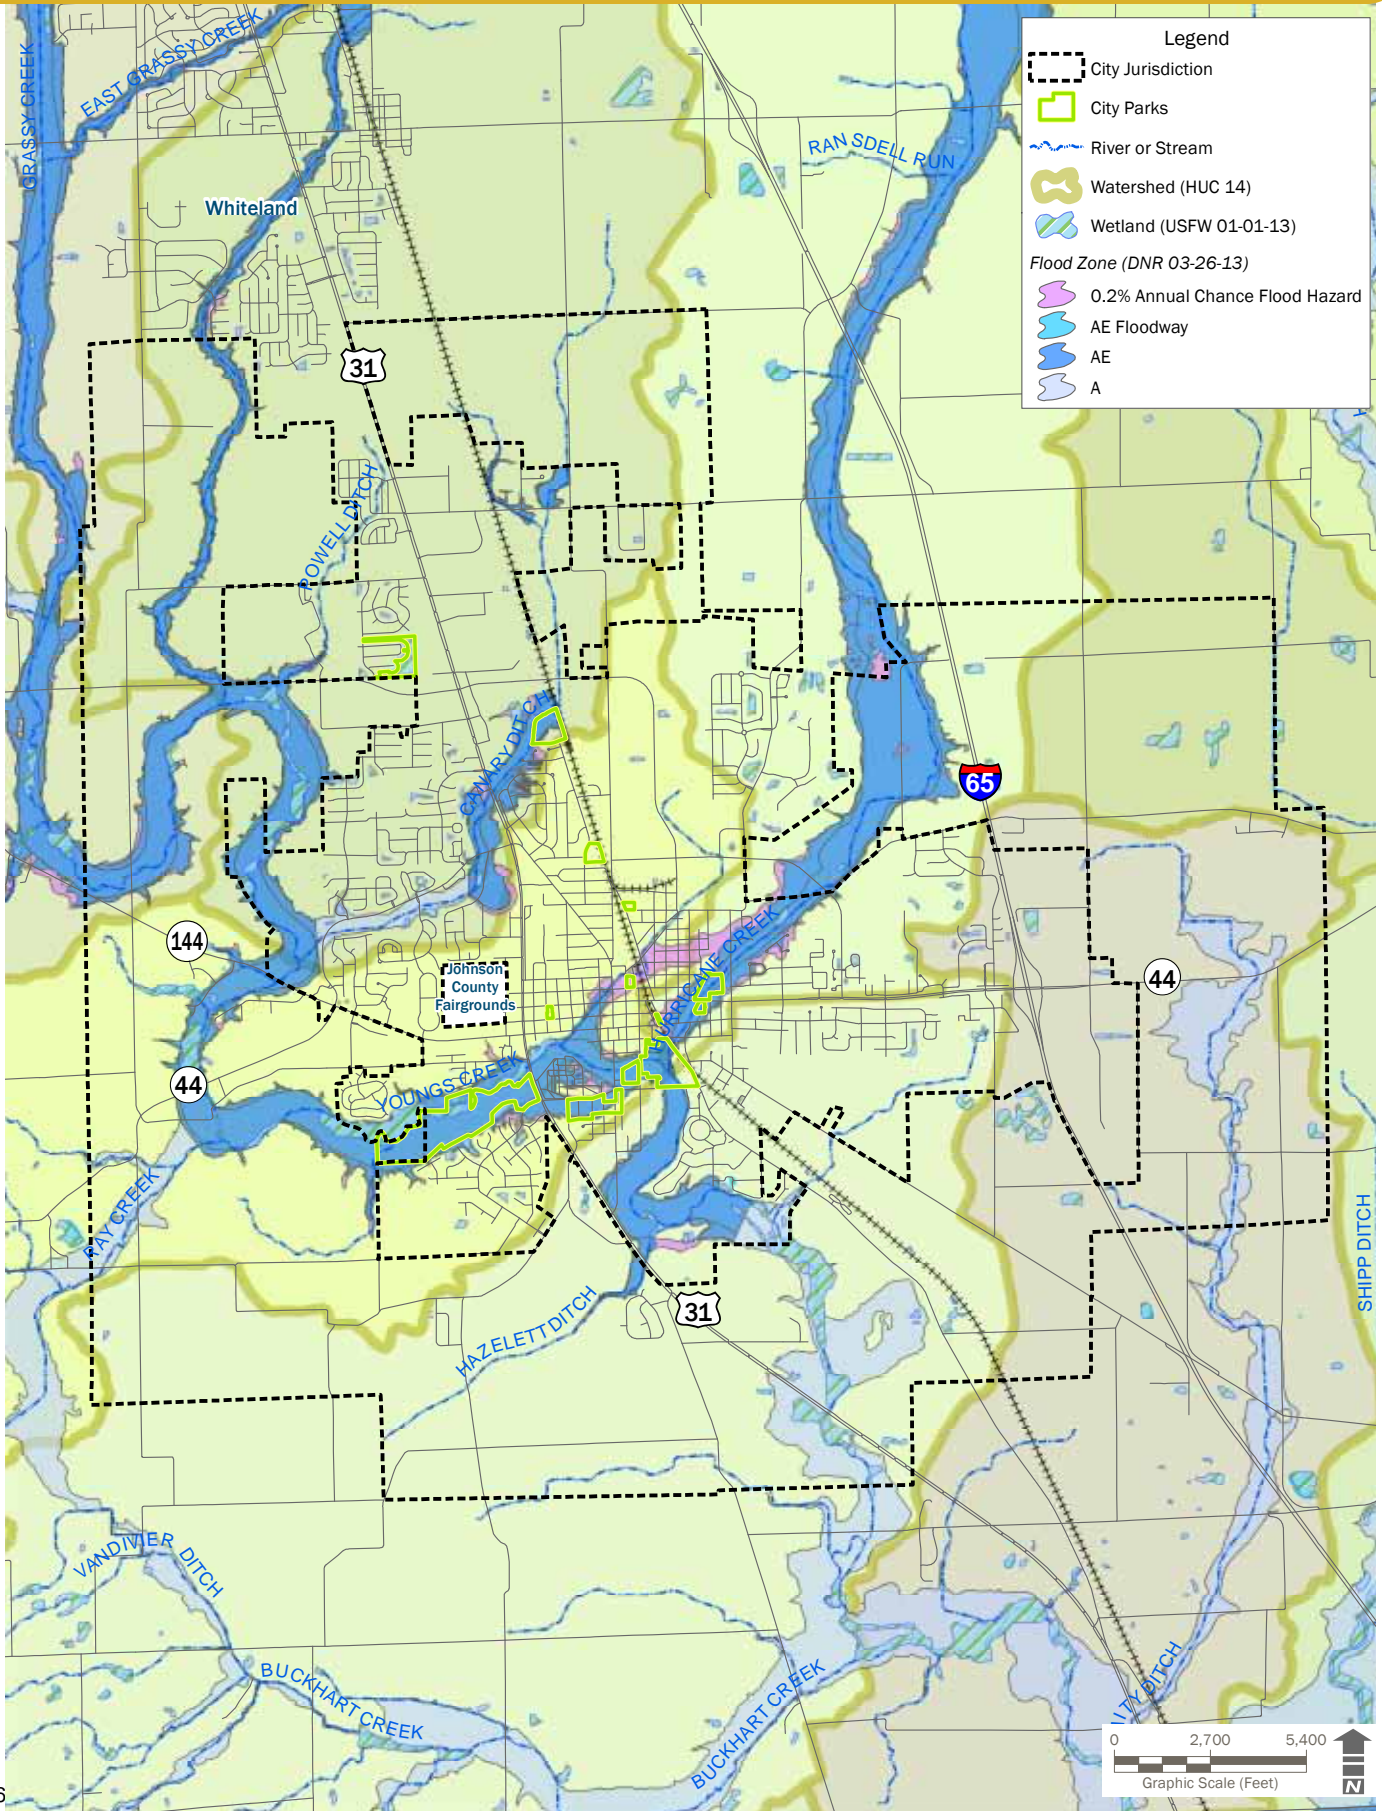 Legend
City Jurisdiction
City Parks
River or Stream
Watershed (HUC 14)
Wetland (USFW 01-01-13)
Flood Zone (DNR 03-26-13)
0.2% Annual Chance Flood Hazard
AE Floodway
AE
A
GRASSY CREEK
EAST GRASSY CREEK
RANSDELL RUN
Whiteland
31
POWELL DITCH
CANARY DITCH
65
144
Johnson
County
Fairgrounds
HURRICANE CREEK
44
44
YOUNGS CREEK
RAY CREEK
SHIPP DITCH
HAZELETT DITCH
31
VANDIVIER DITCH
BUCKHART CREEK
BUCKHART CREEK
DITCH
0 2,700 5,400
Graphic Scale (Feet)
N